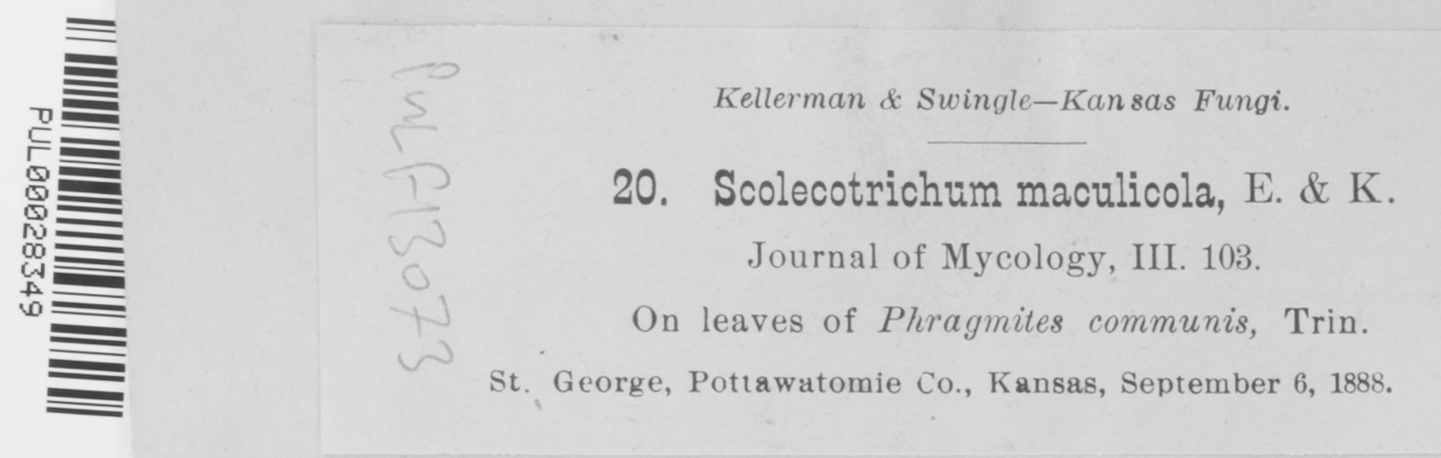 PUL00028349
PUL F13073
Kellerman & Swingle—Kansas Fungi.
20. Scolecotrichum maculicola, E. & K.
Journal of Mycology, III. 103.
On leaves of Phragmites communis, Trin.
St. George, Pottawatomie Co., Kansas, September 6, 1888.